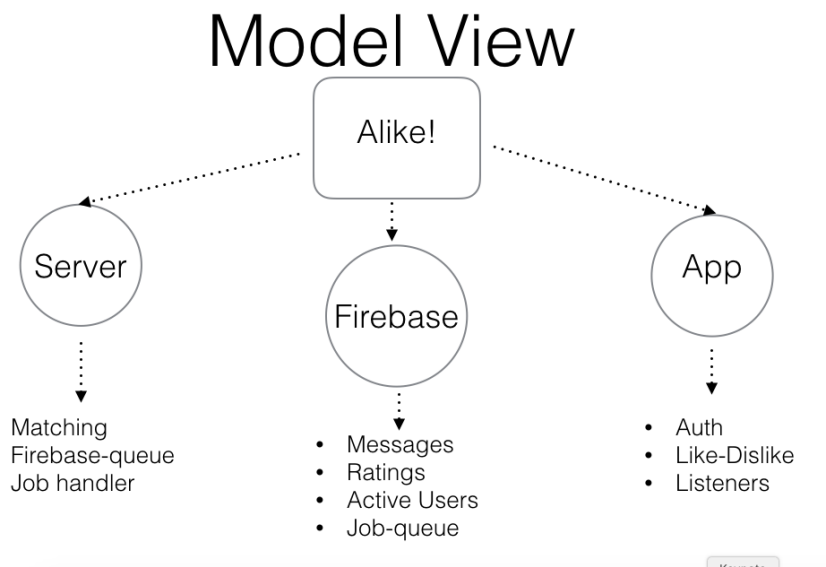 Model View
Alike!
Server
Firebase
App
Matching
Firebase-queue
Job handler
• Messages
• Ratings
• Active Users
• Job-queue
• Auth
• Like-Dislike
• Listeners